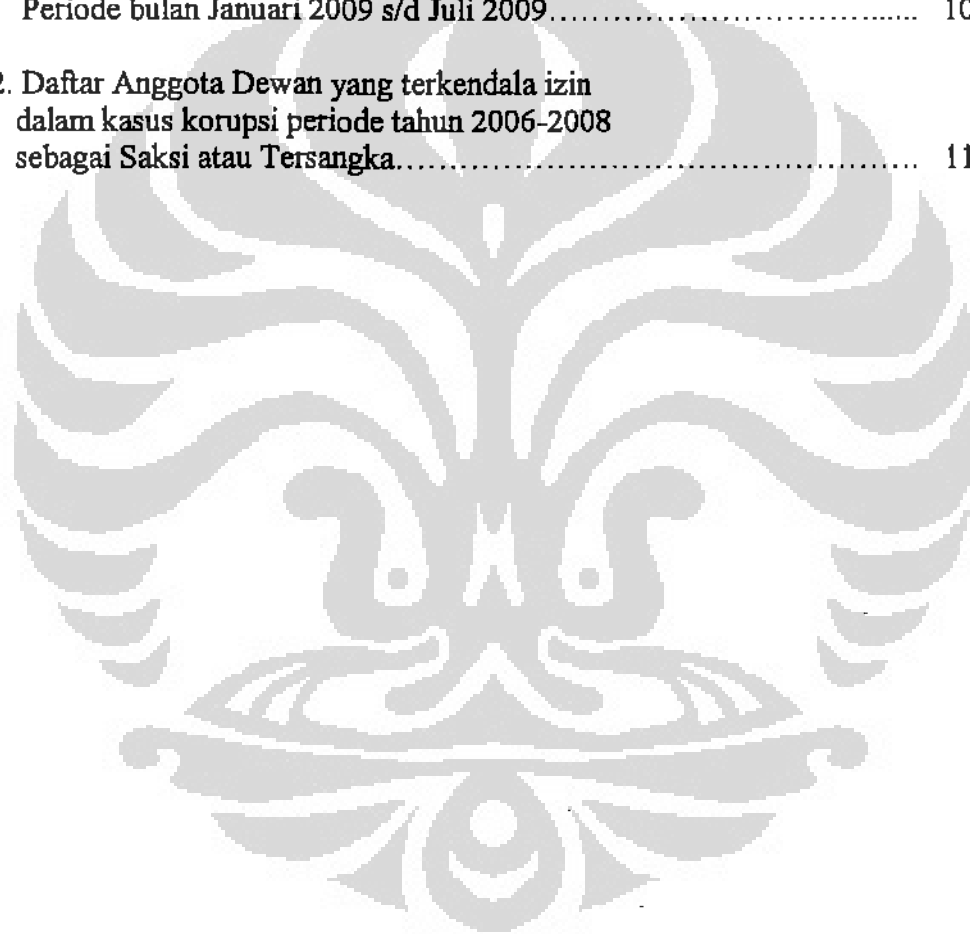 Periode bulan Januari 2009 s/d Juli 2009.................................... 10
2. Daftar Anggota Dewan yang terkendala izin
dalam kasus korupsi periode tahun 2006-2008
sebagai Saksi atau Tersangka.................................................... 11